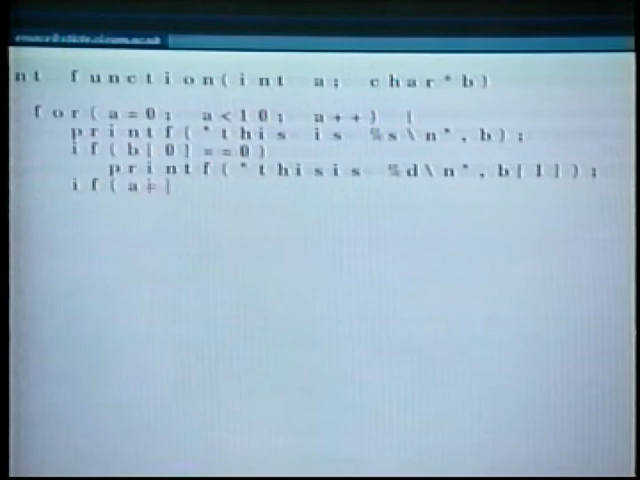 nt function(int a; char*b)
for(a=0; a<10; a++) {
printf("this is %s\n", b);
if(b[0]==0)
printf("thisis %d\n", b[1]);
if(a=